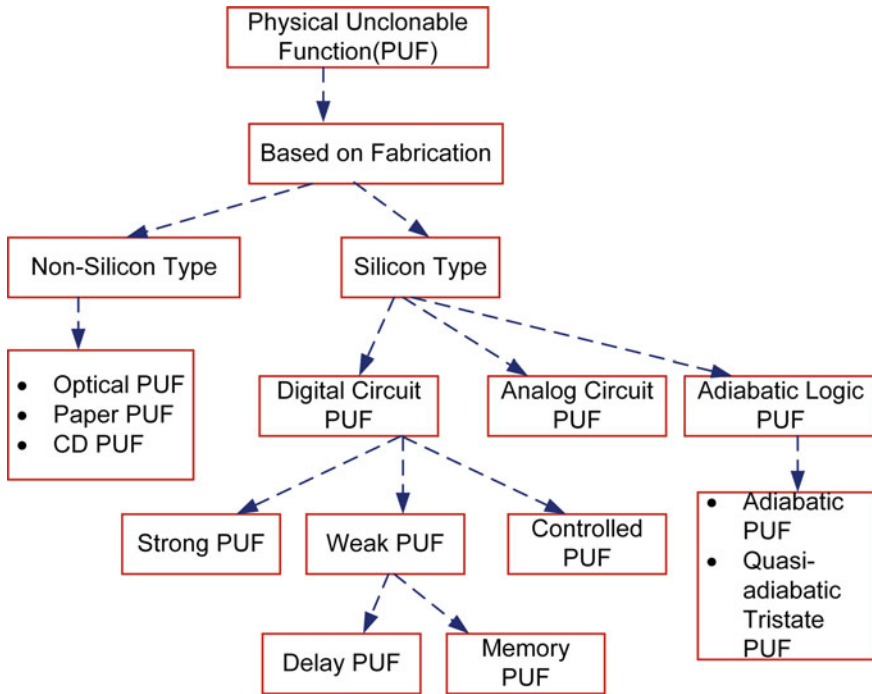 Physical Unclonable
Function(PUF)
Based on Fabrication
Non-Silicon Type
Silicon Type
• Optical PUF
• Paper PUF
• CD PUF
Digital Circuit
PUF
Analog Circuit
PUF
Adiabatic Logic
PUF
Strong PUF
Weak PUF
Controlled
PUF
• Adiabatic
PUF
• Quasi-
adiabatic
Tristate
PUF
Delay PUF
Memory
PUF